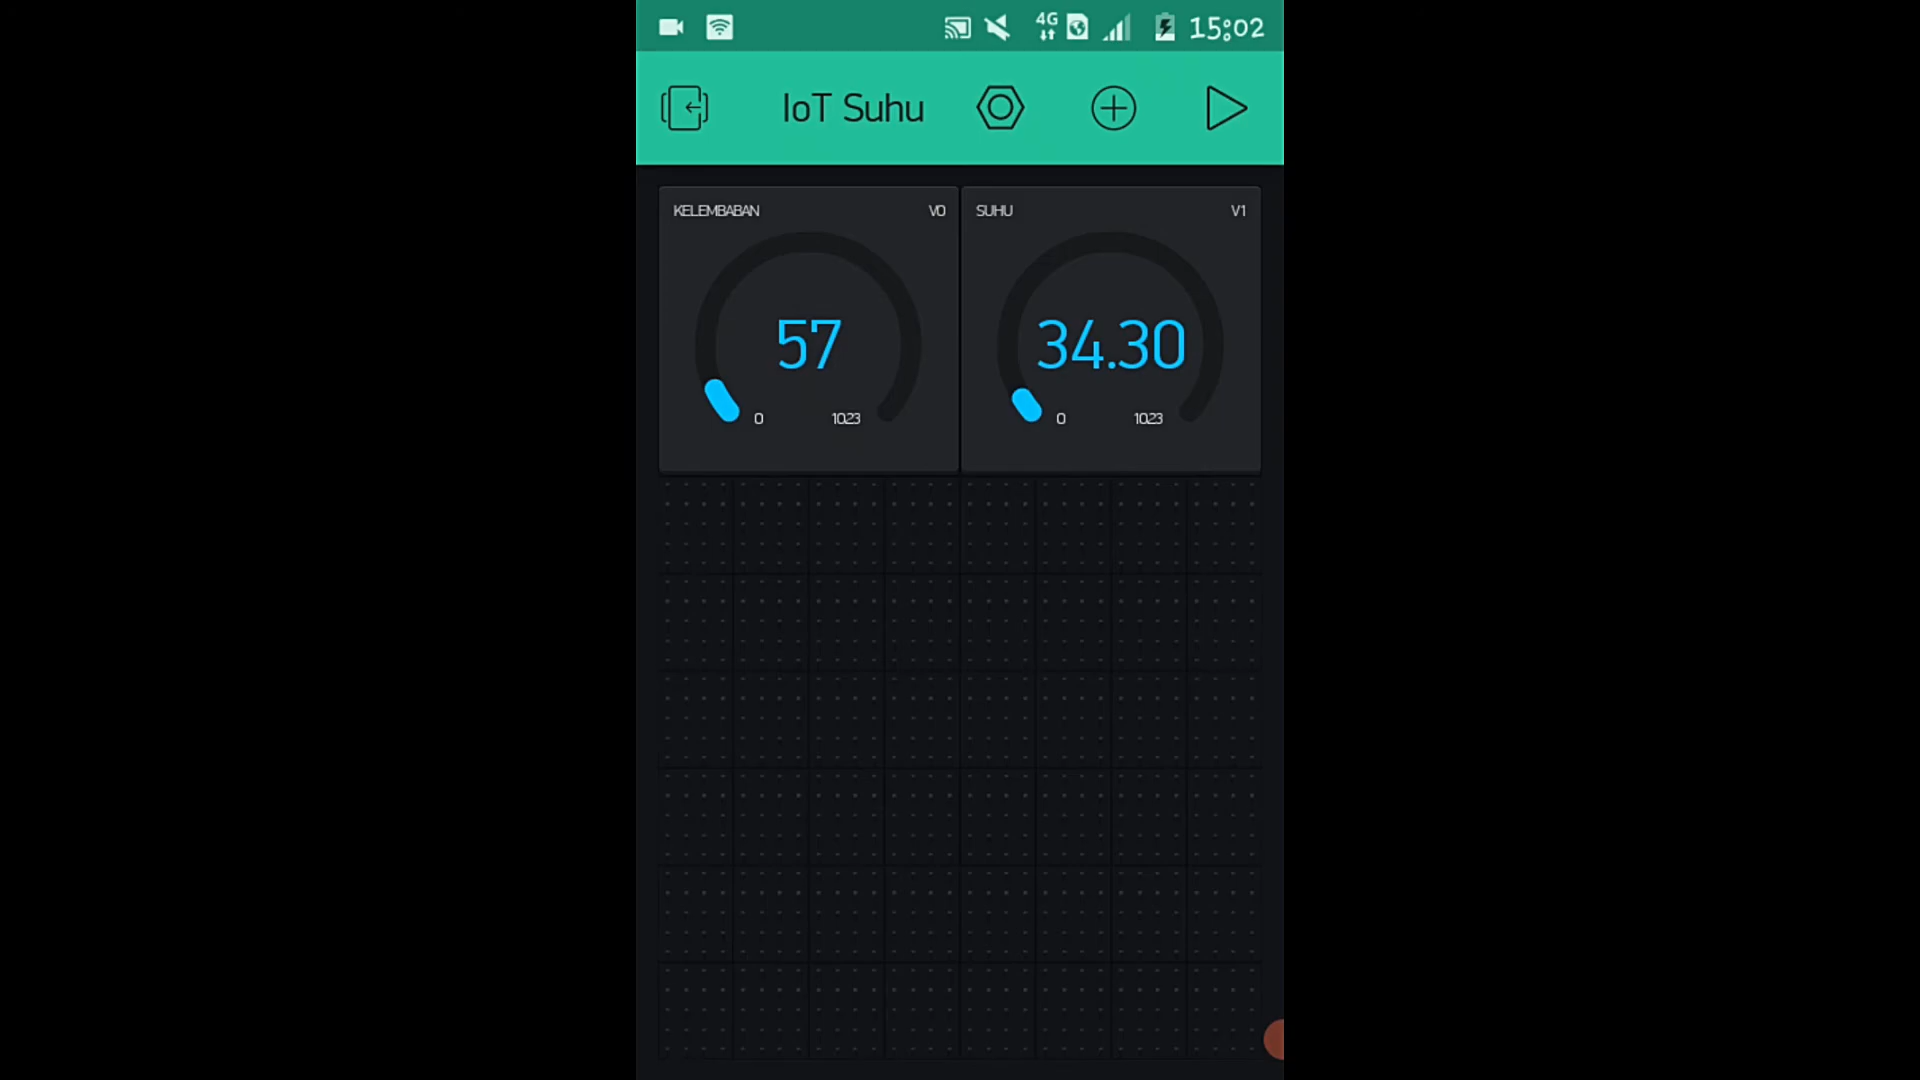 4G 15:02
IoT Suhu
KELEMBABAN V0 SUHU V1
57 34.30
0 1023 0 1023